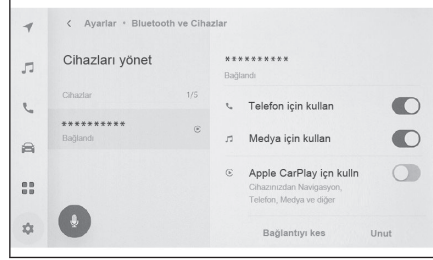 Ayarlar • Bluetooth ve Cihazlar
Cihazları yönet
Cihazlar 1/5
**********
Bağlandı
**********
Bağlandı
Telefon için kullan
Medya için kullan
Apple CarPlay içn kulln
Cihazınızdan Navigasyon,
Telefon, Medya ve diğer
Bağlantıyı kes Unut